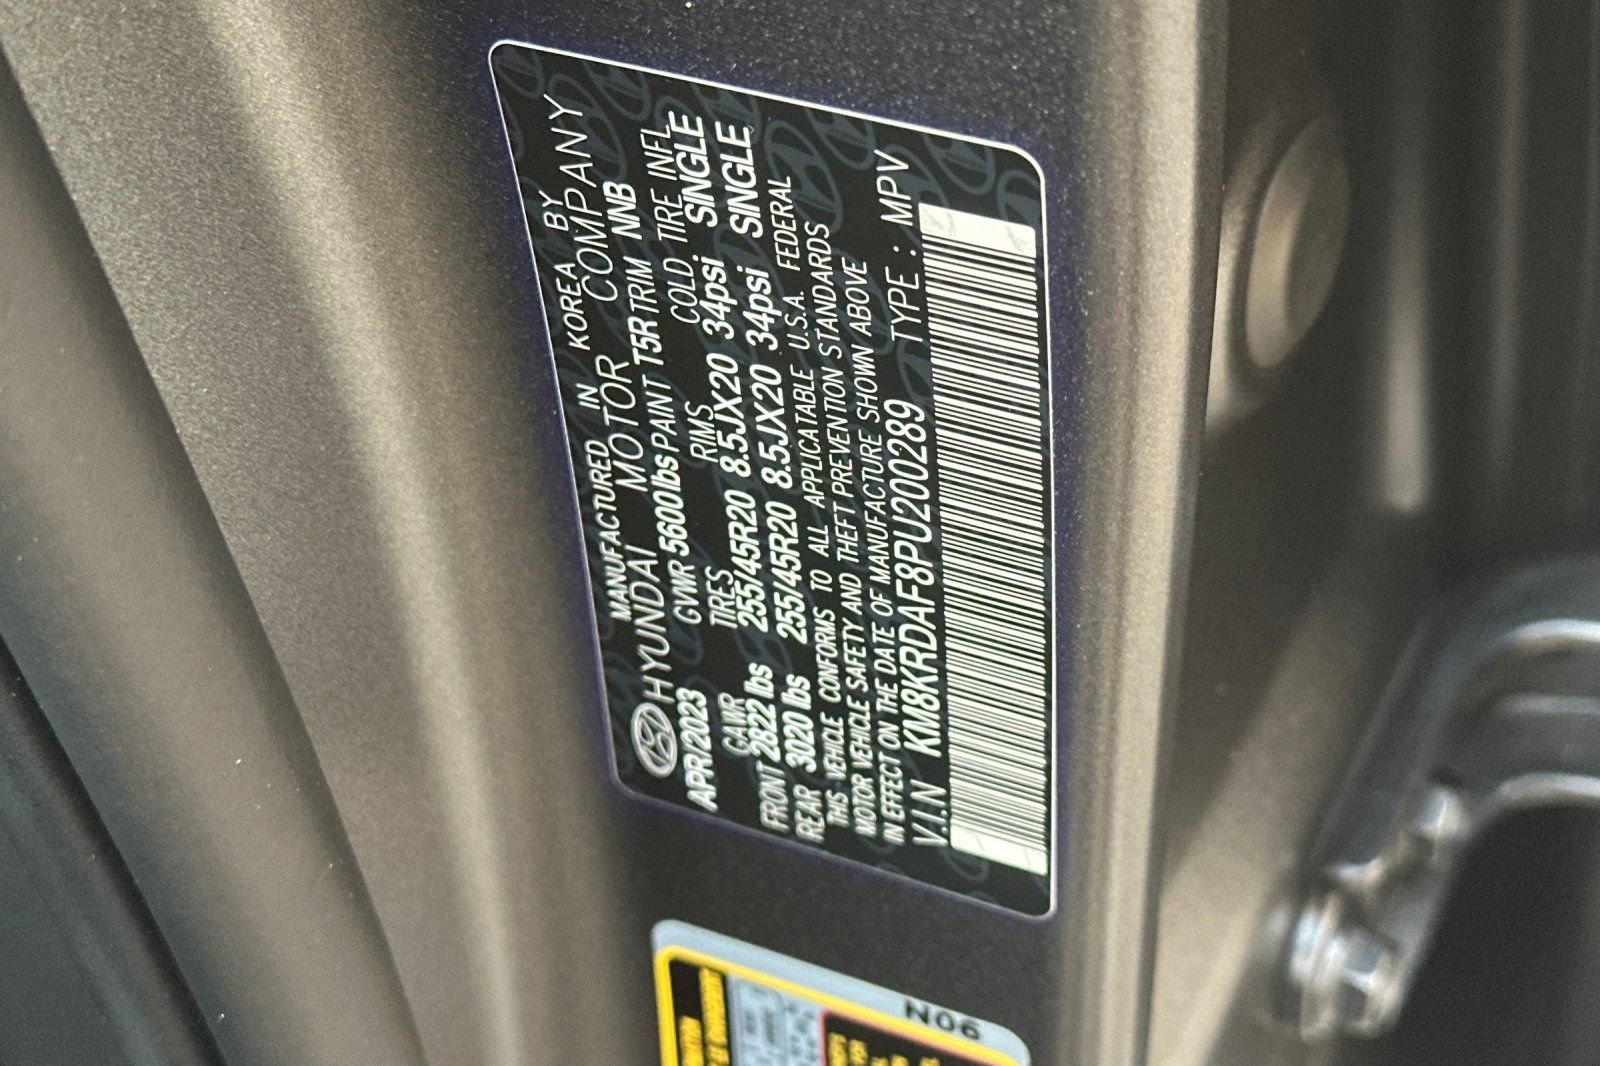 MANUFACTURED IN KOREA BY
HYUNDAI MOTOR COMPANY
APR/2023 GVWR 5600lbs PAINT T5R TRIM NNB
GAWR TIRES RIMS COLD TIRE INFL
FRONT 2822 lbs 255/45R20 8.5JX20 34psi SINGLE
REAR 3020 lbs 255/45R20 8.5JX20 34psi SINGLE
THIS VEHICLE CONFORMS TO ALL APPLICATABLE U.S.A. FEDERAL
MOTOR VEHICLE SAFETY AND THEFT PREVENTION STANDARDS
IN EFFECT ON THE DATE OF MANUFACTURE SHOWN ABOVE
V.I.N KM8KRDAF8PU200289 TYPE : MPV
N06